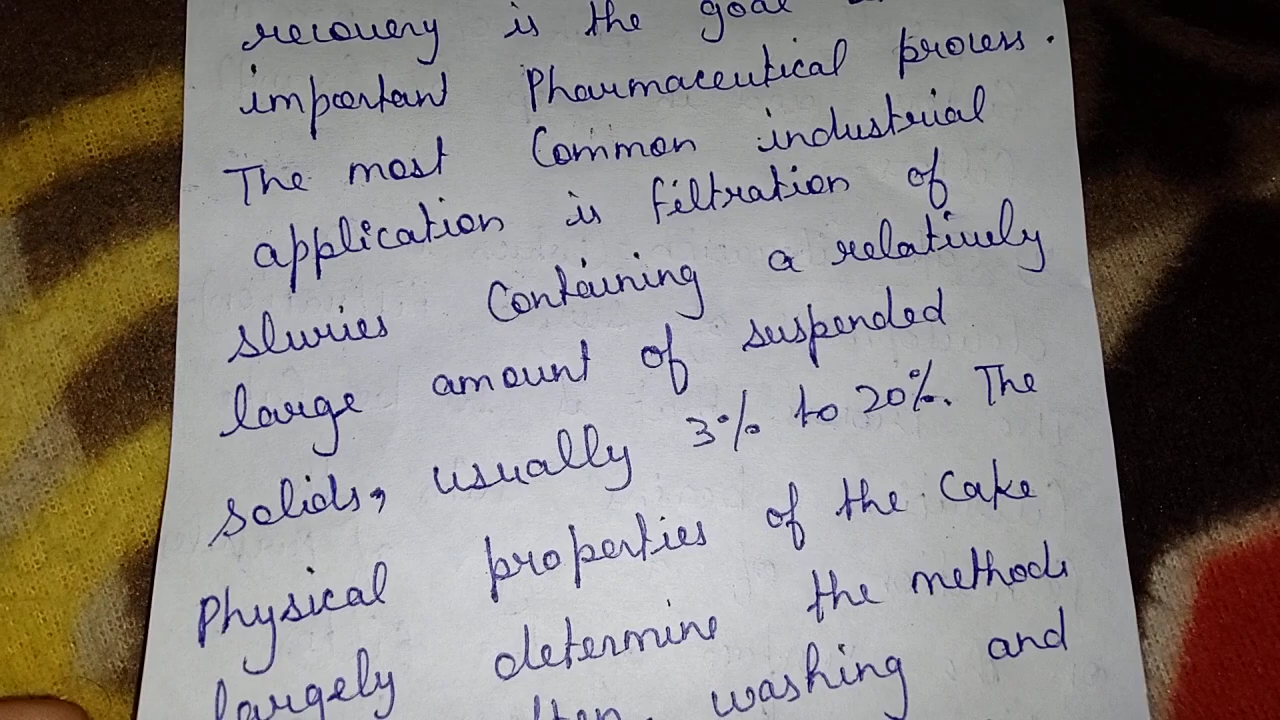 recovery is the goal
important Pharmaceutical process.
The most Common industrial
application is filtration of
sluries Containing a relatively
large amount of suspended
solids, usually 3% to 20%. The
Physical properties of the Cake
largely determine the methods
washing and